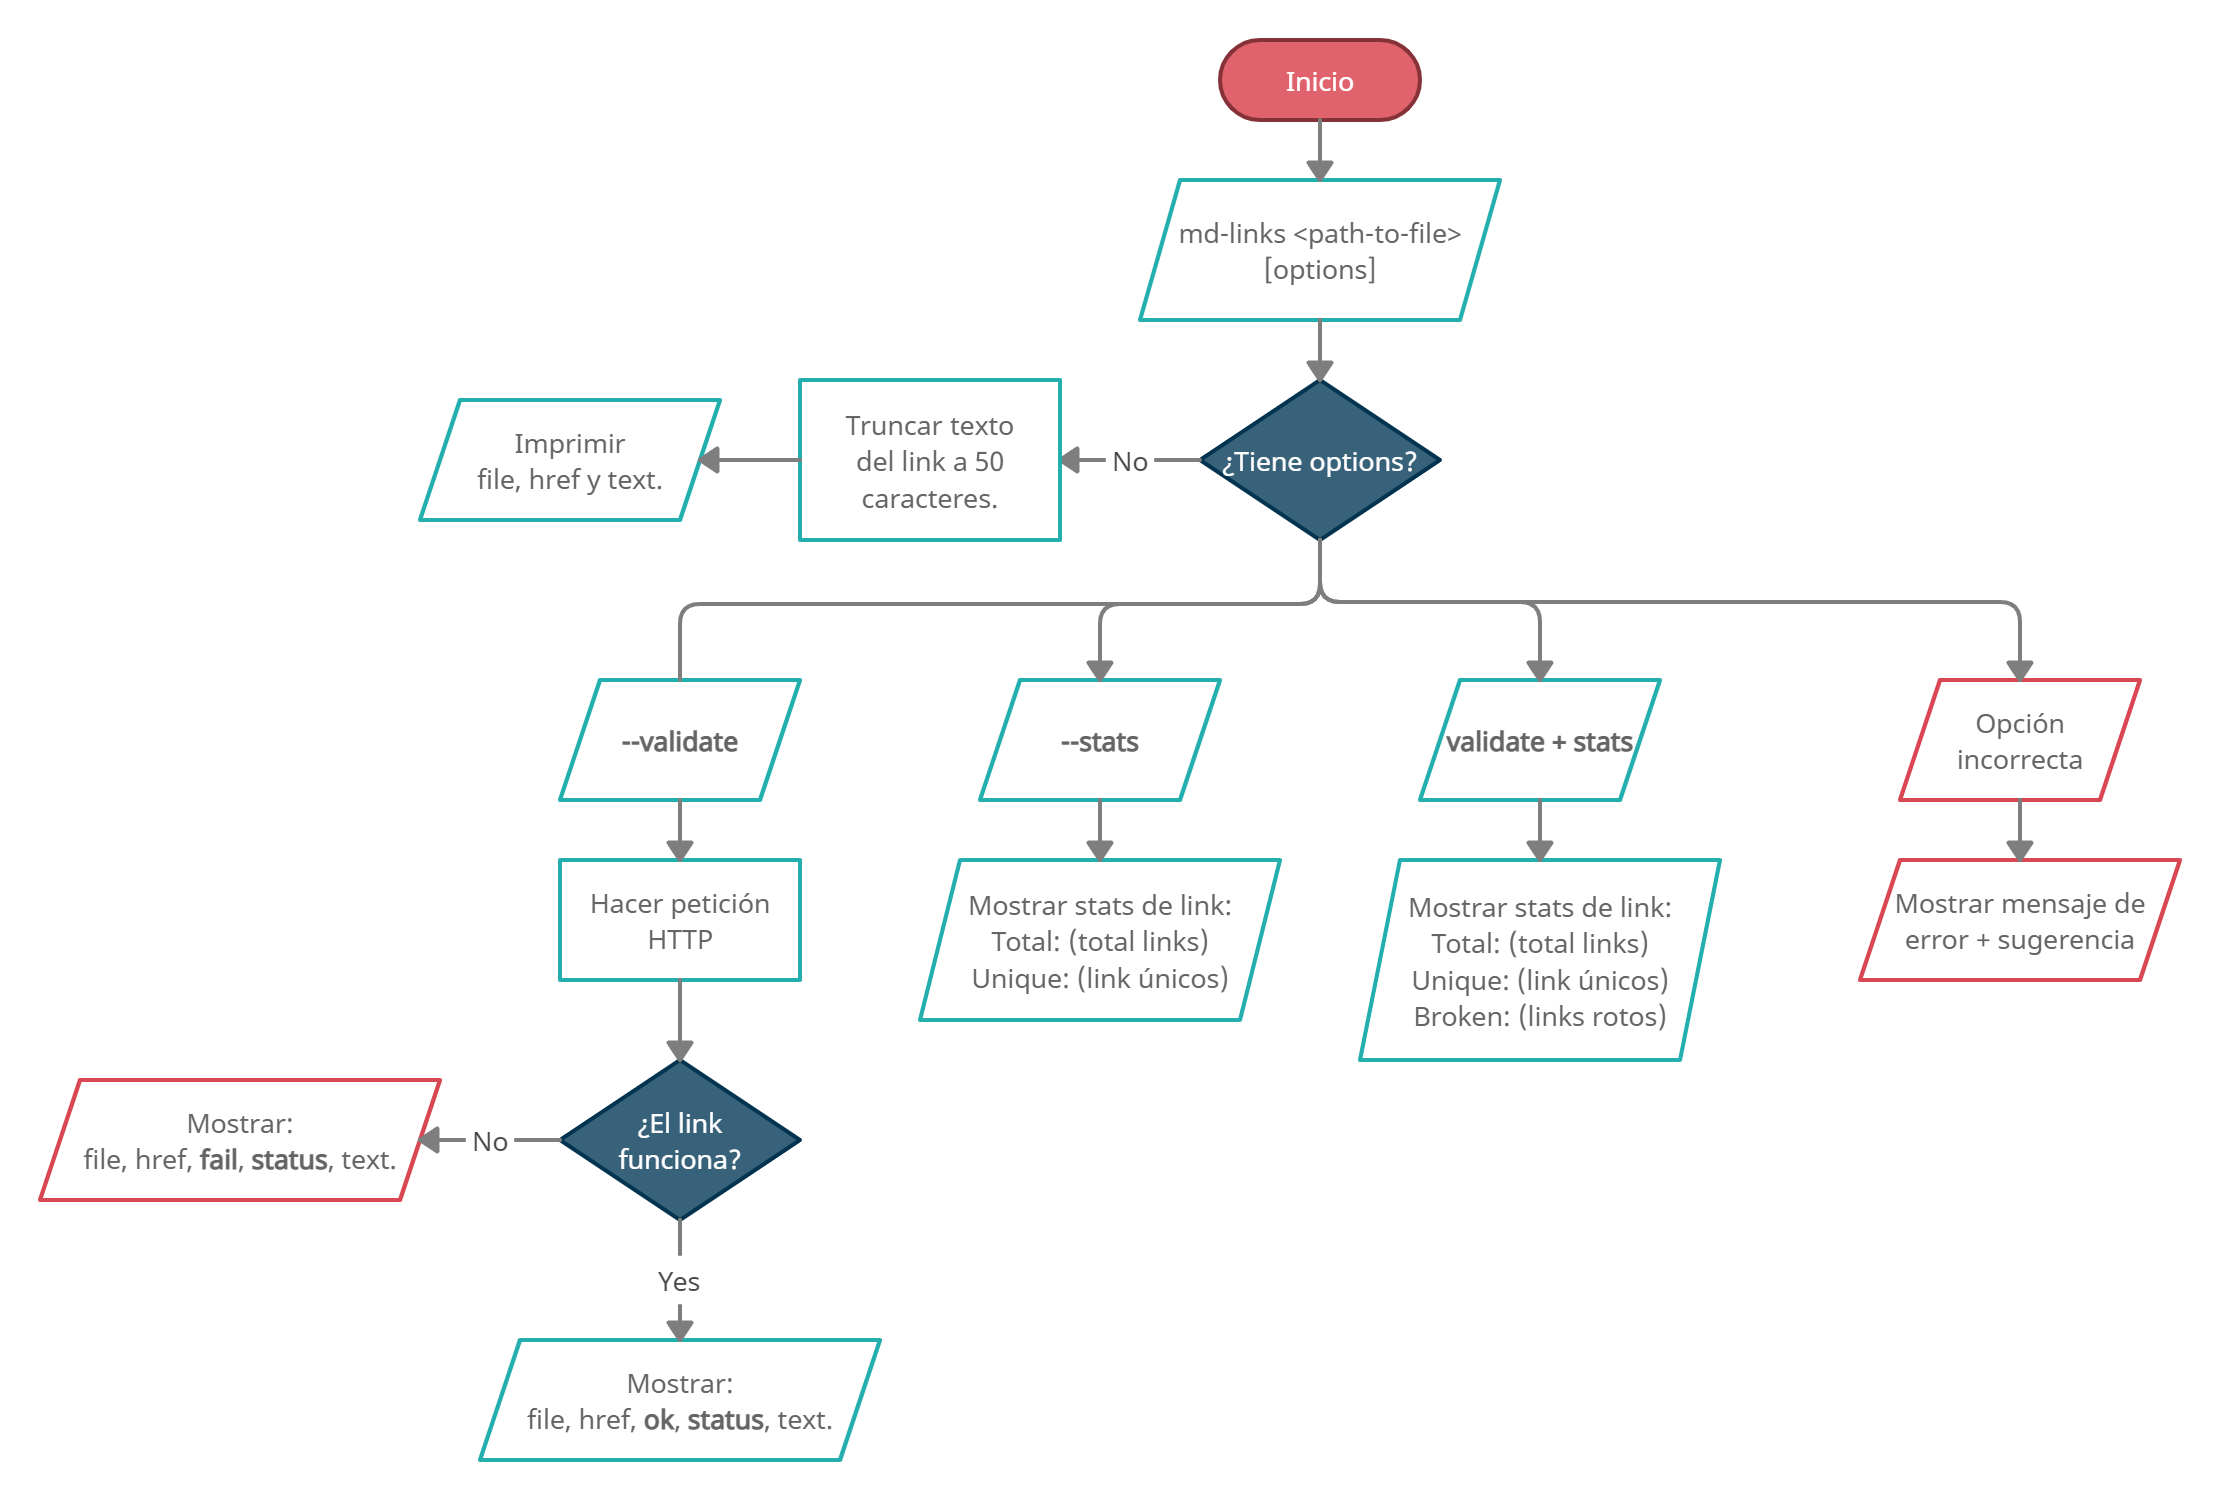 Inicio
md-links <path-to-file>
[options]
¿Tiene options?
No
Truncar texto
del link a 50
caracteres.
Imprimir
file, href y text.
--validate
--stats
validate + stats
Opción
incorrecta
Hacer petición
HTTP
Mostrar stats de link:
Total: (total links)
Unique: (link únicos)
Mostrar stats de link:
Total: (total links)
Unique: (link únicos)
Broken: (links rotos)
Mostrar mensaje de
error + sugerencia
¿El link
funciona?
No
Mostrar:
file, href, fail, status, text.
Yes
Mostrar:
file, href, ok, status, text.